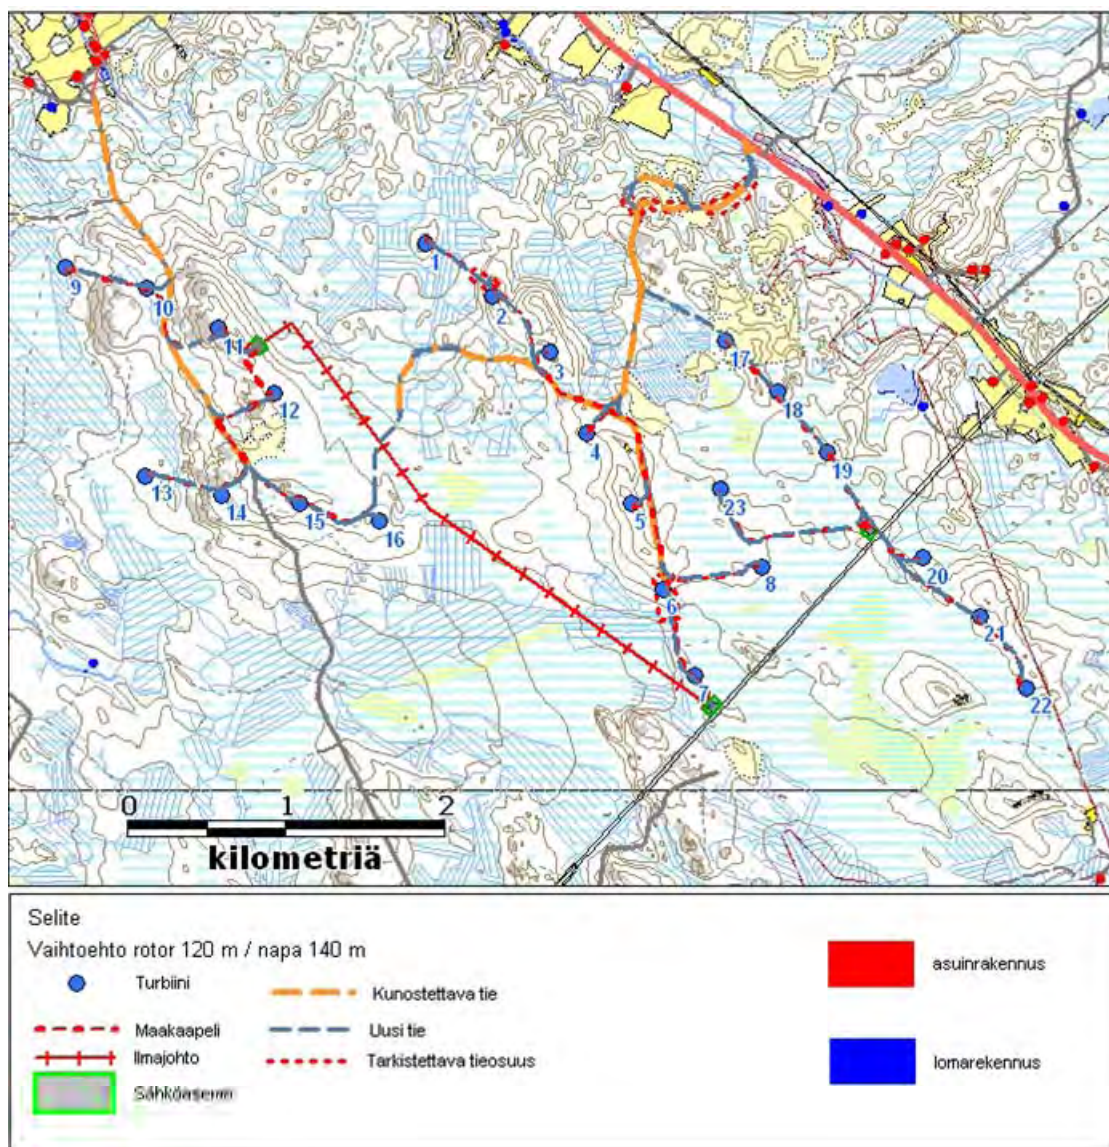 1
2
3
4
5
6
7
8
9
10
11
12
13
14
15
16
17
18
19
20
21
22
23
0 1 2
kilometriä
Selite
Vaihtoehto rotor 120 m / napa 140 m
Turbiini
Maakaapeli
Ilmajohto
Sähköasema
Kunostettava tie
Uusi tie
Tarkistettava tieosuus
asuinrakennus
lomarekennus